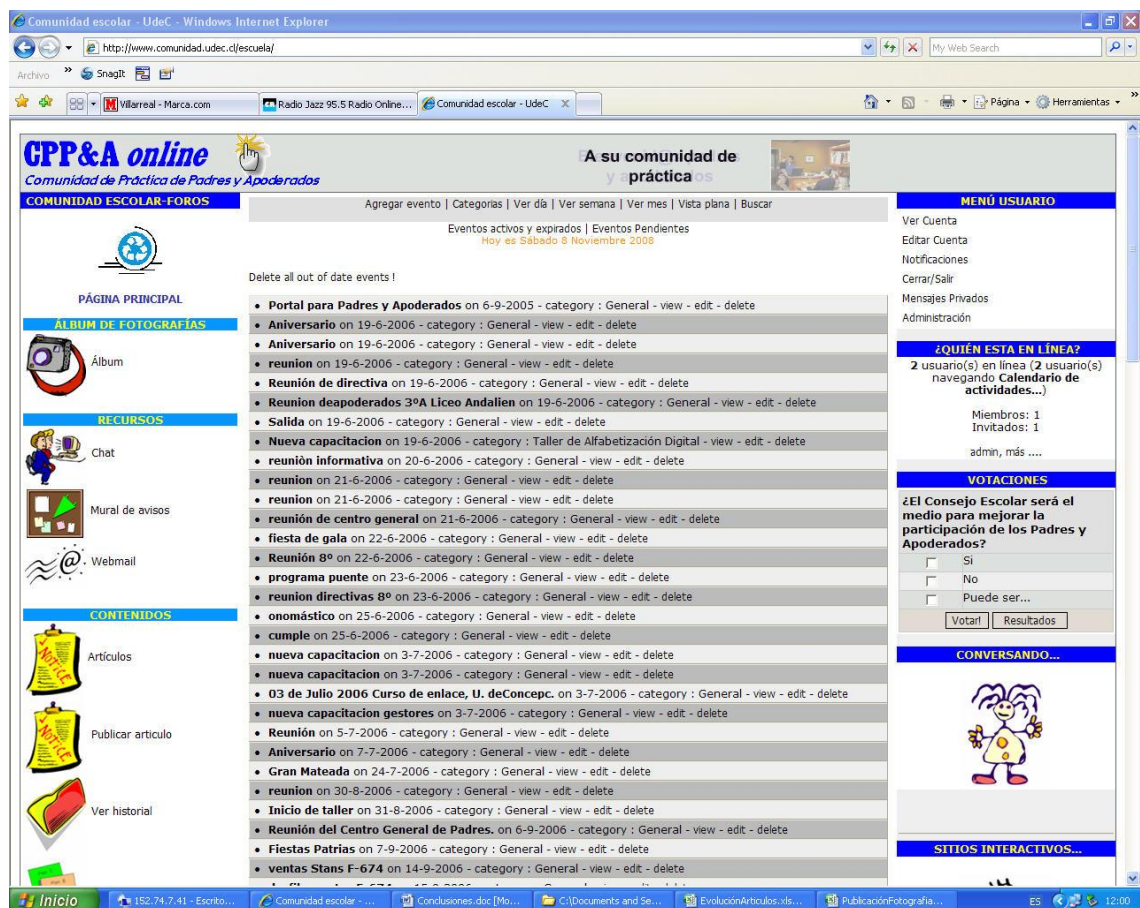 Comunidad escolar - UdeC - Windows Internet Explorer
http://www.comunidad.udec.cl/escuela/
My Web Search
Archivo » SnagIt
Villarreal - Marca.com
Radio Jazz 95.5 Radio Online...
Comunidad escolar - UdeC X
Página Herramientas »
CPP&A online
Comunidad de Práctica de Padres y Apoderados
A su comunidad de
práctica
COMUNIDAD ESCOLAR-FOROS
PÁGINA PRINCIPAL
ÁLBUM DE FOTOGRAFÍAS
Álbum
RECURSOS
Chat
Mural de avisos
Webmail
CONTENIDOS
Artículos
Publicar articulo
Ver historial
Agregar evento | Categorias | Ver día | Ver semana | Ver mes | Vista plana | Buscar
Eventos activos y expirados | Eventos Pendientes
Hoy es Sábado 8 Noviembre 2008
Delete all out of date events !
• Portal para Padres y Apoderados on 6-9-2005 - category : General - view - edit - delete
• Aniversario on 19-6-2006 - category : General - view - edit - delete
• Aniversario on 19-6-2006 - category : General - view - edit - delete
• reunion on 19-6-2006 - category : General - view - edit - delete
• Reunión de directiva on 19-6-2006 - category : General - view - edit - delete
• Reunion deapoderados 3ºA Liceo Andalien on 19-6-2006 - category : General - view - edit - delete
• Salida on 19-6-2006 - category : General - view - edit - delete
• Nueva capacitacion on 19-6-2006 - category : Taller de Alfabetización Digital - view - edit - delete
• reuniòn informativa on 20-6-2006 - category : General - view - edit - delete
• reunion on 21-6-2006 - category : General - view - edit - delete
• reunion on 21-6-2006 - category : General - view - edit - delete
• reunión de centro general on 21-6-2006 - category : General - view - edit - delete
• fiesta de gala on 22-6-2006 - category : General - view - edit - delete
• Reunión 8º on 22-6-2006 - category : General - view - edit - delete
• programa puente on 23-6-2006 - category : General - view - edit - delete
• reunion directivas 8º on 23-6-2006 - category : General - view - edit - delete
• onomástico on 25-6-2006 - category : General - view - edit - delete
• cumple on 25-6-2006 - category : General - view - edit - delete
• nueva capacitacion on 3-7-2006 - category : General - view - edit - delete
• nueva capacitacion on 3-7-2006 - category : General - view - edit - delete
• 03 de Julio 2006 Curso de enlace, U. deConcepc. on 3-7-2006 - category : General - view - edit - delete
• nueva capacitacion gestores on 3-7-2006 - category : General - view - edit - delete
• Reunión on 5-7-2006 - category : General - view - edit - delete
• Aniversario on 7-7-2006 - category : General - view - edit - delete
• Gran Mateada on 24-7-2006 - category : General - view - edit - delete
• reunion on 30-8-2006 - category : General - view - edit - delete
• Inicio de taller on 31-8-2006 - category : General - view - edit - delete
• Reunión del Centro General de Padres. on 6-9-2006 - category : General - view - edit - delete
• Fiestas Patrias on 7-9-2006 - category : General - view - edit - delete
• ventas Stans F-674 on 14-9-2006 - category : General - view - edit - delete
MENÚ USUARIO
Ver Cuenta
Editar Cuenta
Notificaciones
Cerrar/Salir
Mensajes Privados
Administración
¿QUIÉN ESTA EN LÍNEA?
2 usuario(s) en línea (2 usuario(s)
navegando Calendario de
actividades...)
Miembros: 1
Invitados: 1
admin, más ....
VOTACIONES
¿El Consejo Escolar será el
medio para mejorar la
participación de los Padres y
Apoderados?
Si
No
Puede ser...
Votar! Resultados
CONVERSANDO...
SITIOS INTERACTIVOS...
Inicio
152.74.7.41 - Escrito...
Comunidad escolar - ...
Conclusiones.doc [Mo...
C:\Documents and Se...
EvoluciónArticulos.xls...
PublicaciónFotografia...
ES 12:00